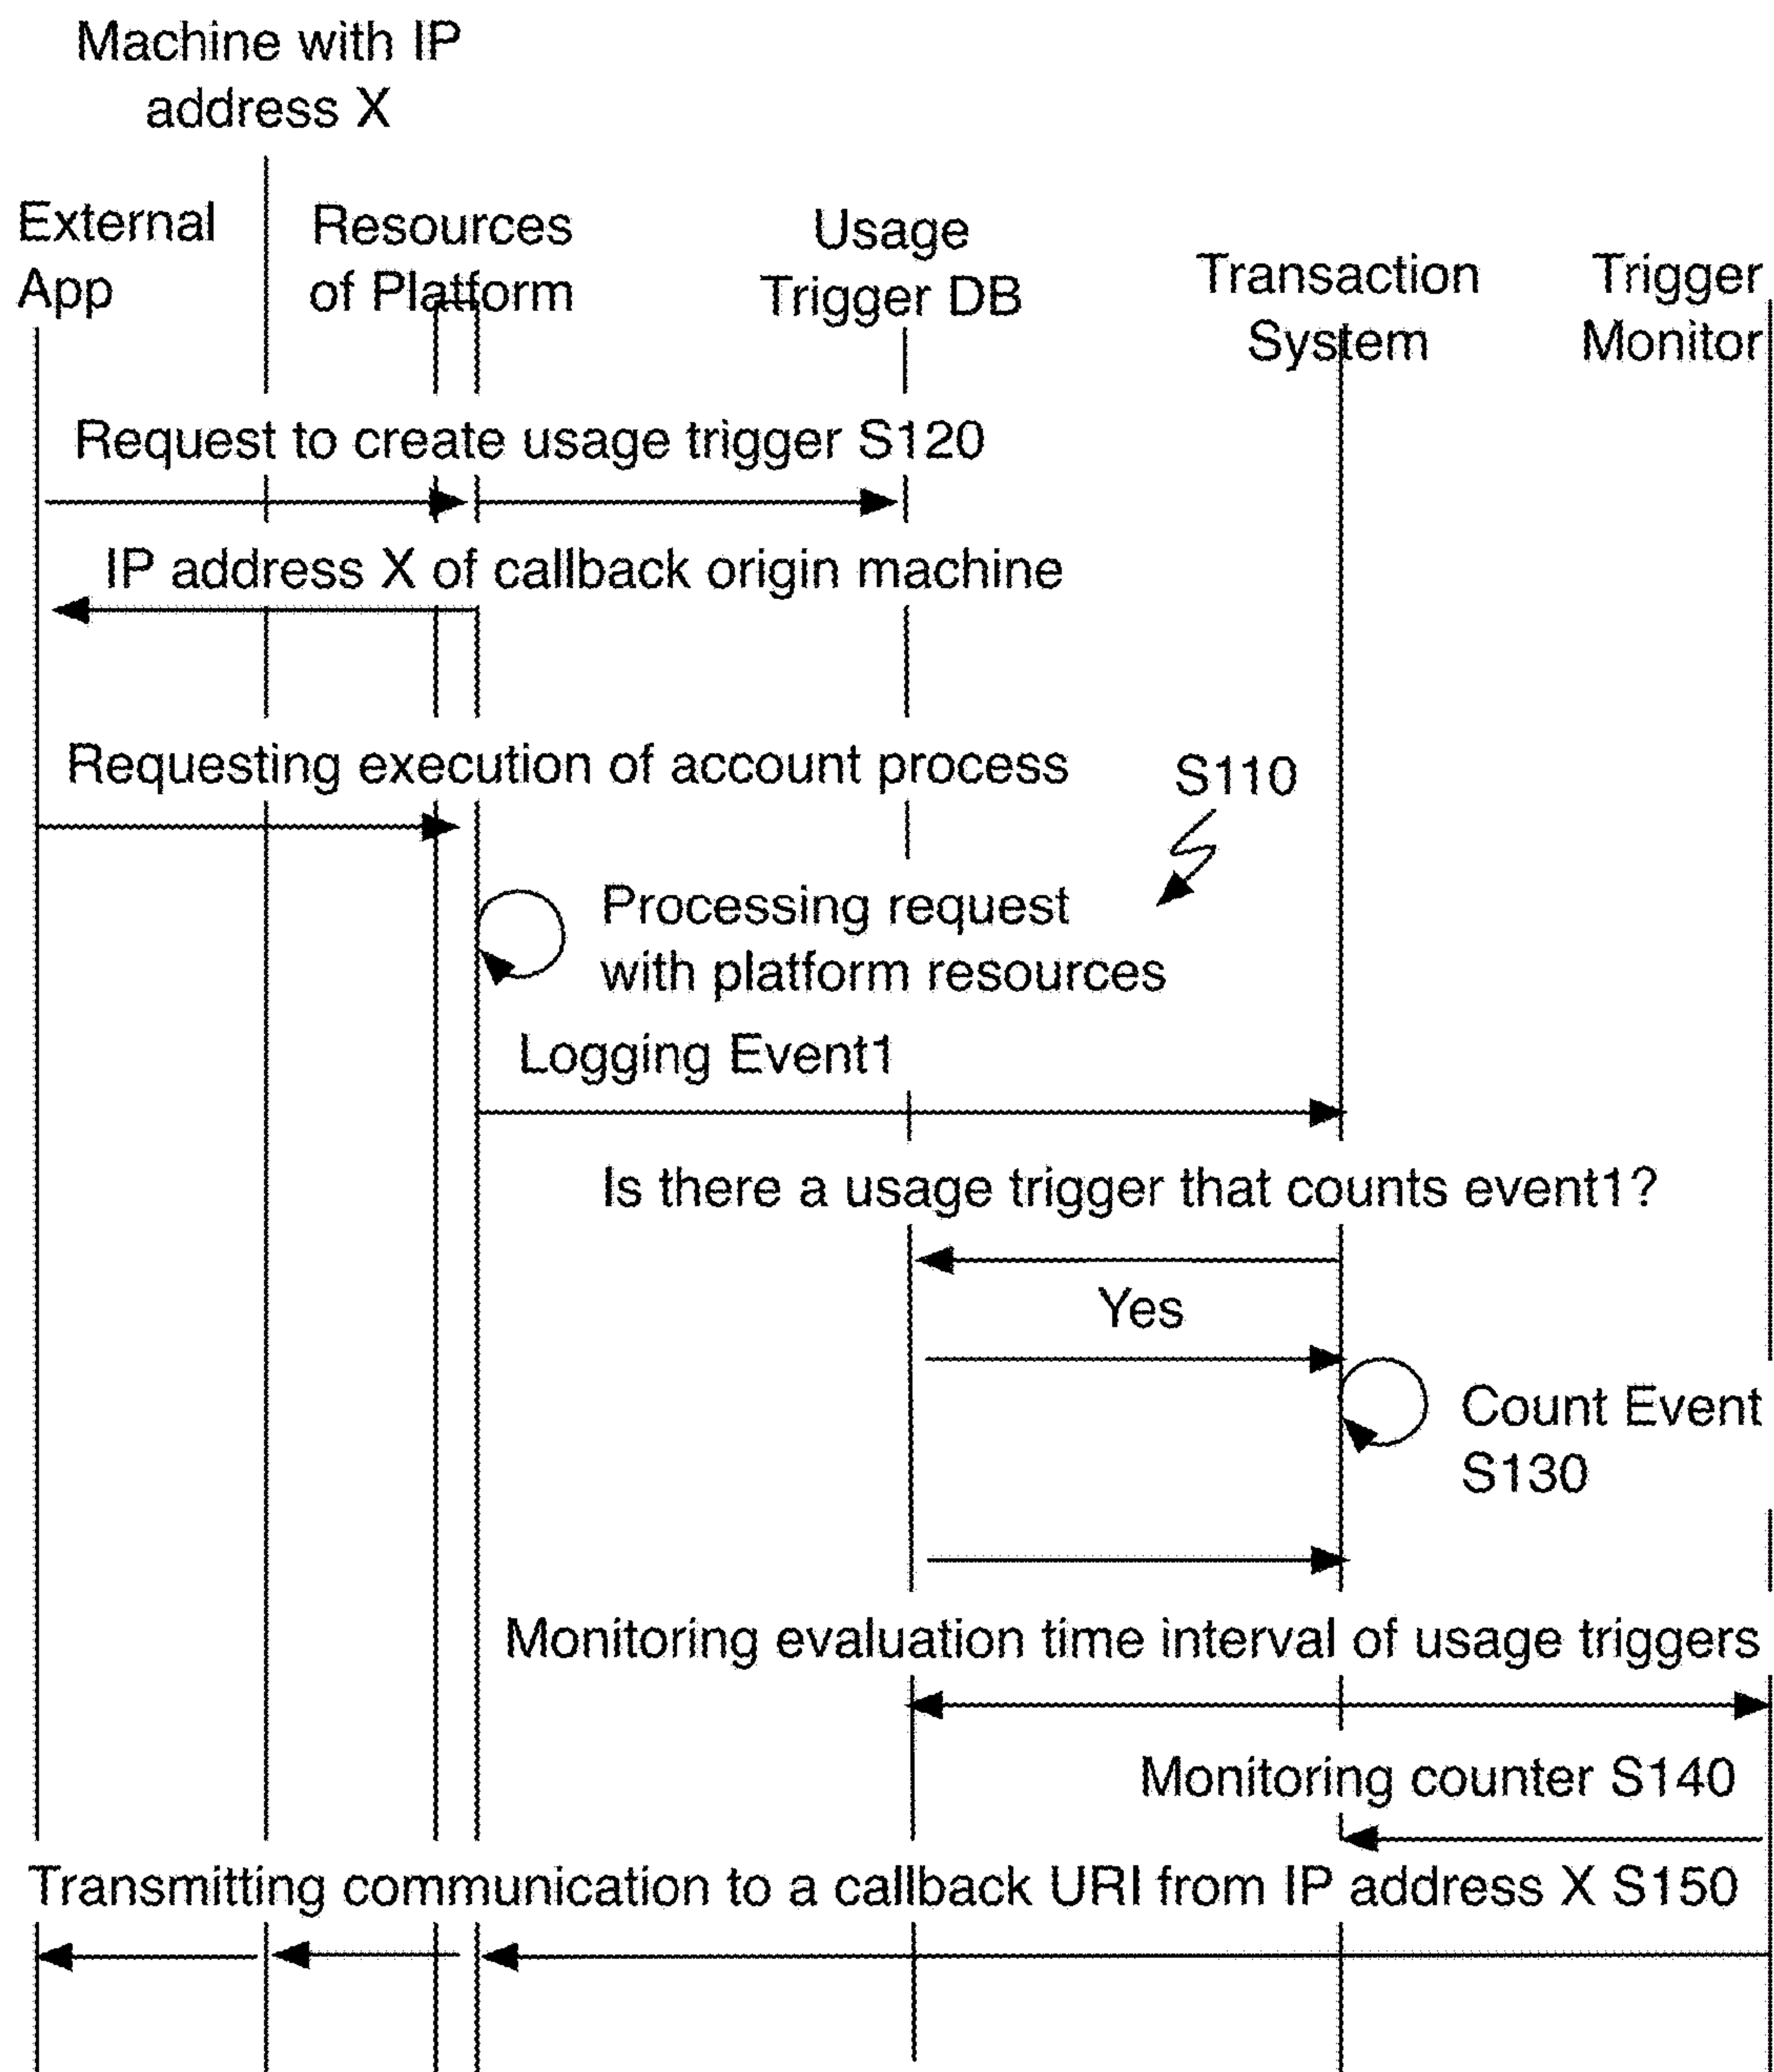 Machine with IP
address X
External
App
Resources
of Platform
Usage
Trigger DB
Transaction
System
Trigger
Monitor
Request to create usage trigger S120
IP address X of callback origin machine
Requesting execution of account process
S110
Processing request
with platform resources
Logging Event1
Is there a usage trigger that counts event1?
Yes
Count Event
S130
Monitoring evaluation time interval of usage triggers
Monitoring counter S140
Transmitting communication to a callback URI from IP address X S150